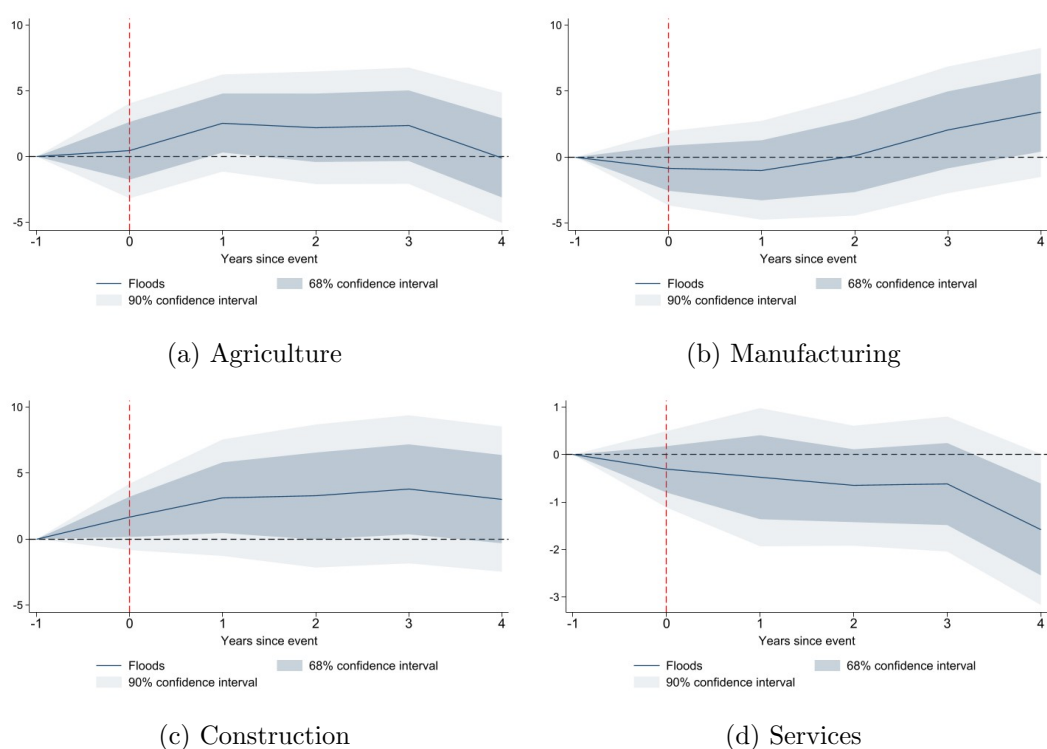 10
5
0
-5
-1 0 1 2 3 4
Years since event
Floods 68% confidence interval
90% confidence interval
(a) Agriculture
10
5
0
-5
-1 0 1 2 3 4
Years since event
Floods 68% confidence interval
90% confidence interval
(b) Manufacturing
10
5
0
-5
-1 0 1 2 3 4
Years since event
Floods 68% confidence interval
90% confidence interval
(c) Construction
1
0
-1
-2
-3
-1 0 1 2 3 4
Years since event
Floods 68% confidence interval
90% confidence interval
(d) Services